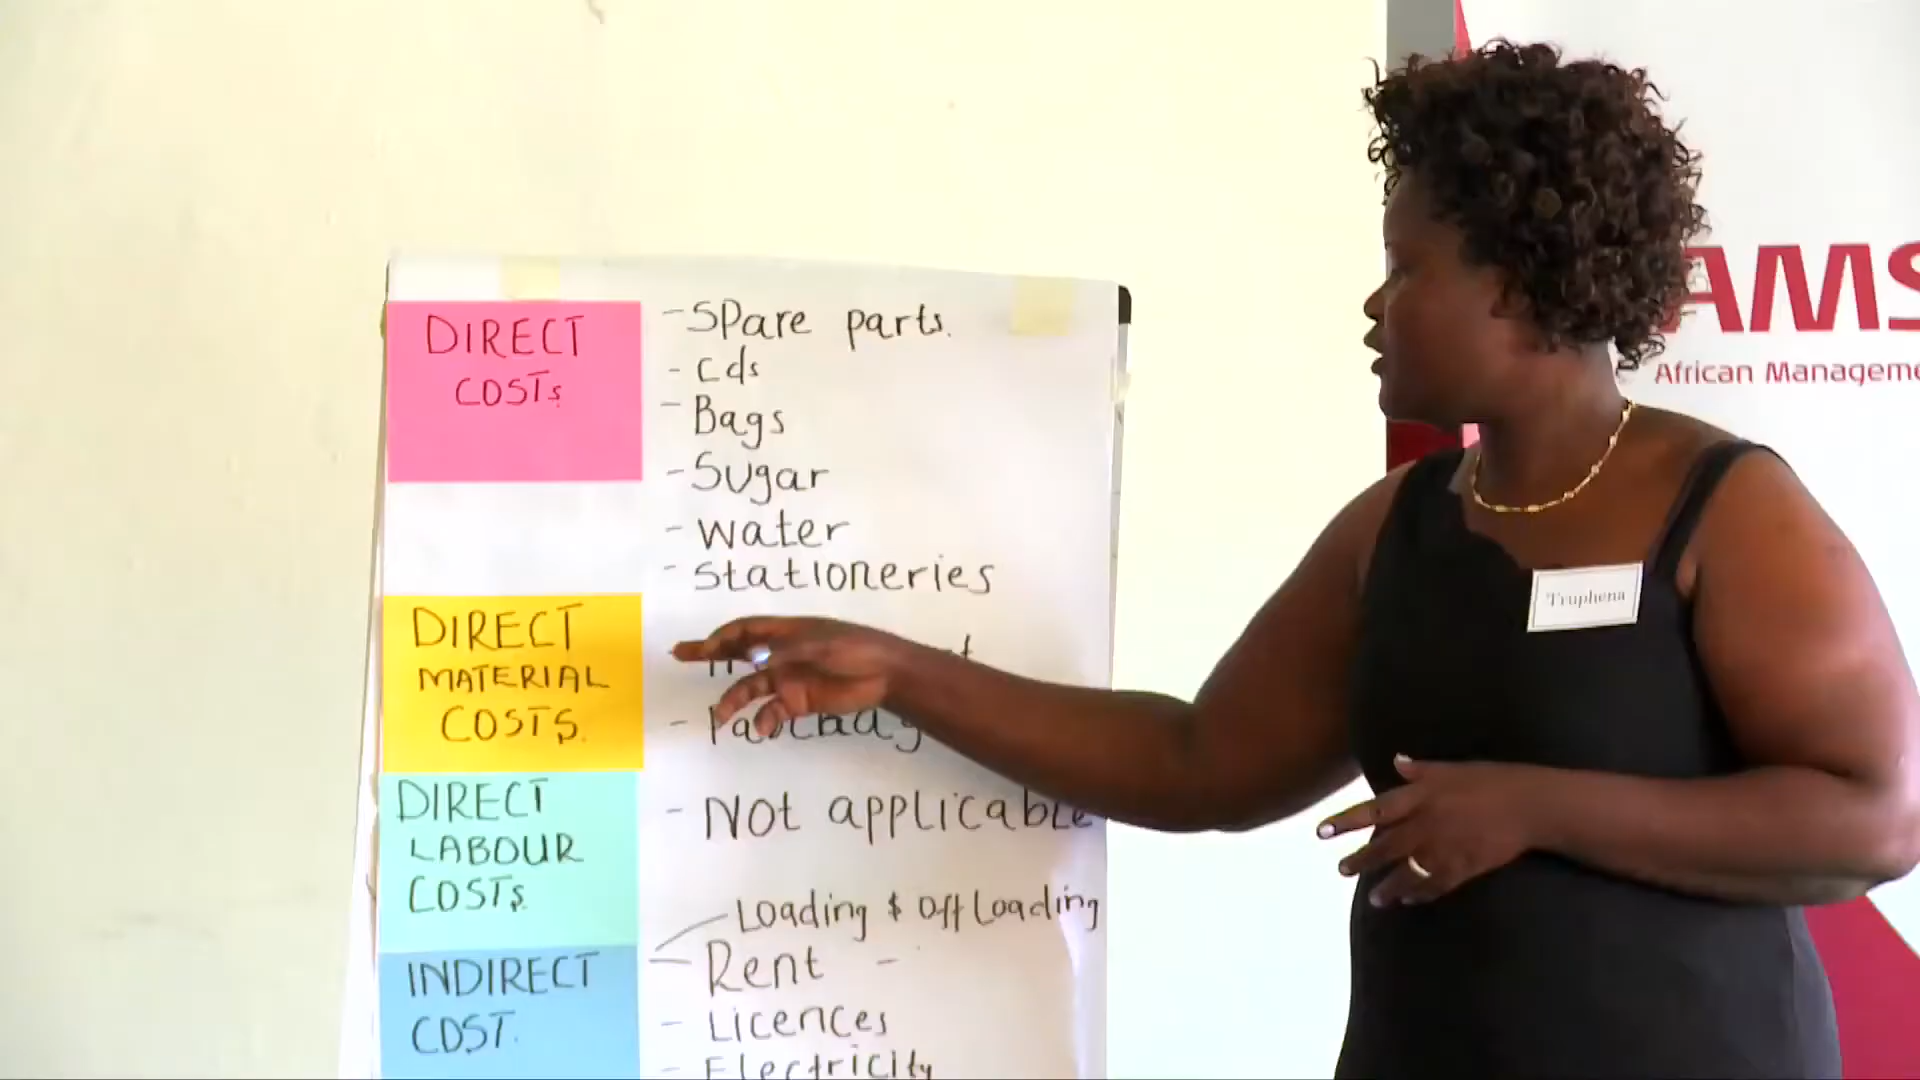 DIRECT
COSTs
- Spare parts.
- Cds
- Bags
- Sugar
- Water
- Stationeries
DIRECT
MATERIAL
COSTS.
DIRECT
LABOUR
COSTs
- Not applicable
Loading & Off Loading
INDIRECT
COST.
- Rent -
- Licences
- Electricity
Truphena
AMS
African Manageme